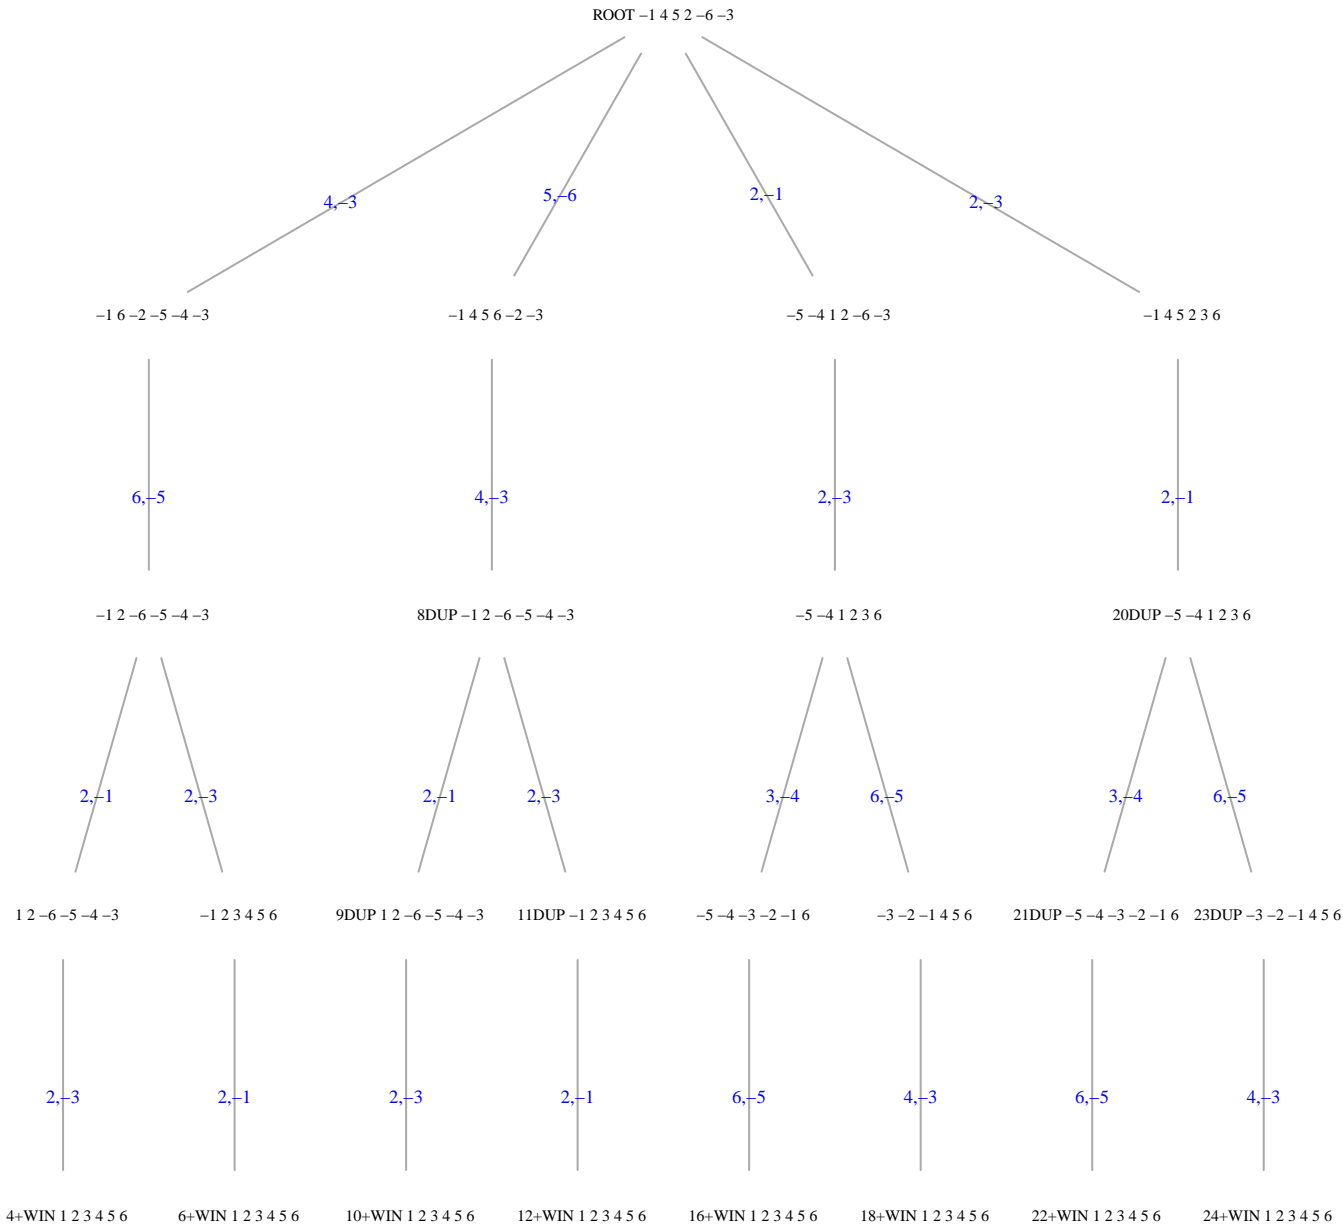 ROOT −1 4 5 2 −6 −3
4,−3
5,−6
2,−1
2,−3
−1 6 −2 −5 −4 −3
−1 4 5 6 −2 −3
−5 −4 1 2 −6 −3
−1 4 5 2 3 6
6,−5
4,−3
2,−3
2,−1
−1 2 −6 −5 −4 −3
8DUP −1 2 −6 −5 −4 −3
−5 −4 1 2 3 6
20DUP −5 −4 1 2 3 6
2,−1
2,−3
2,−1
2,−3
3,−4
6,−5
3,−4
6,−5
1 2 −6 −5 −4 −3
−1 2 3 4 5 6
9DUP 1 2 −6 −5 −4 −3
11DUP −1 2 3 4 5 6
−5 −4 −3 −2 −1 6
−3 −2 −1 4 5 6
21DUP −5 −4 −3 −2 −1 6
23DUP −3 −2 −1 4 5 6
2,−3
2,−1
2,−3
2,−1
6,−5
4,−3
6,−5
4,−3
4+WIN 1 2 3 4 5 6
6+WIN 1 2 3 4 5 6
10+WIN 1 2 3 4 5 6
12+WIN 1 2 3 4 5 6
16+WIN 1 2 3 4 5 6
18+WIN 1 2 3 4 5 6
22+WIN 1 2 3 4 5 6
24+WIN 1 2 3 4 5 6